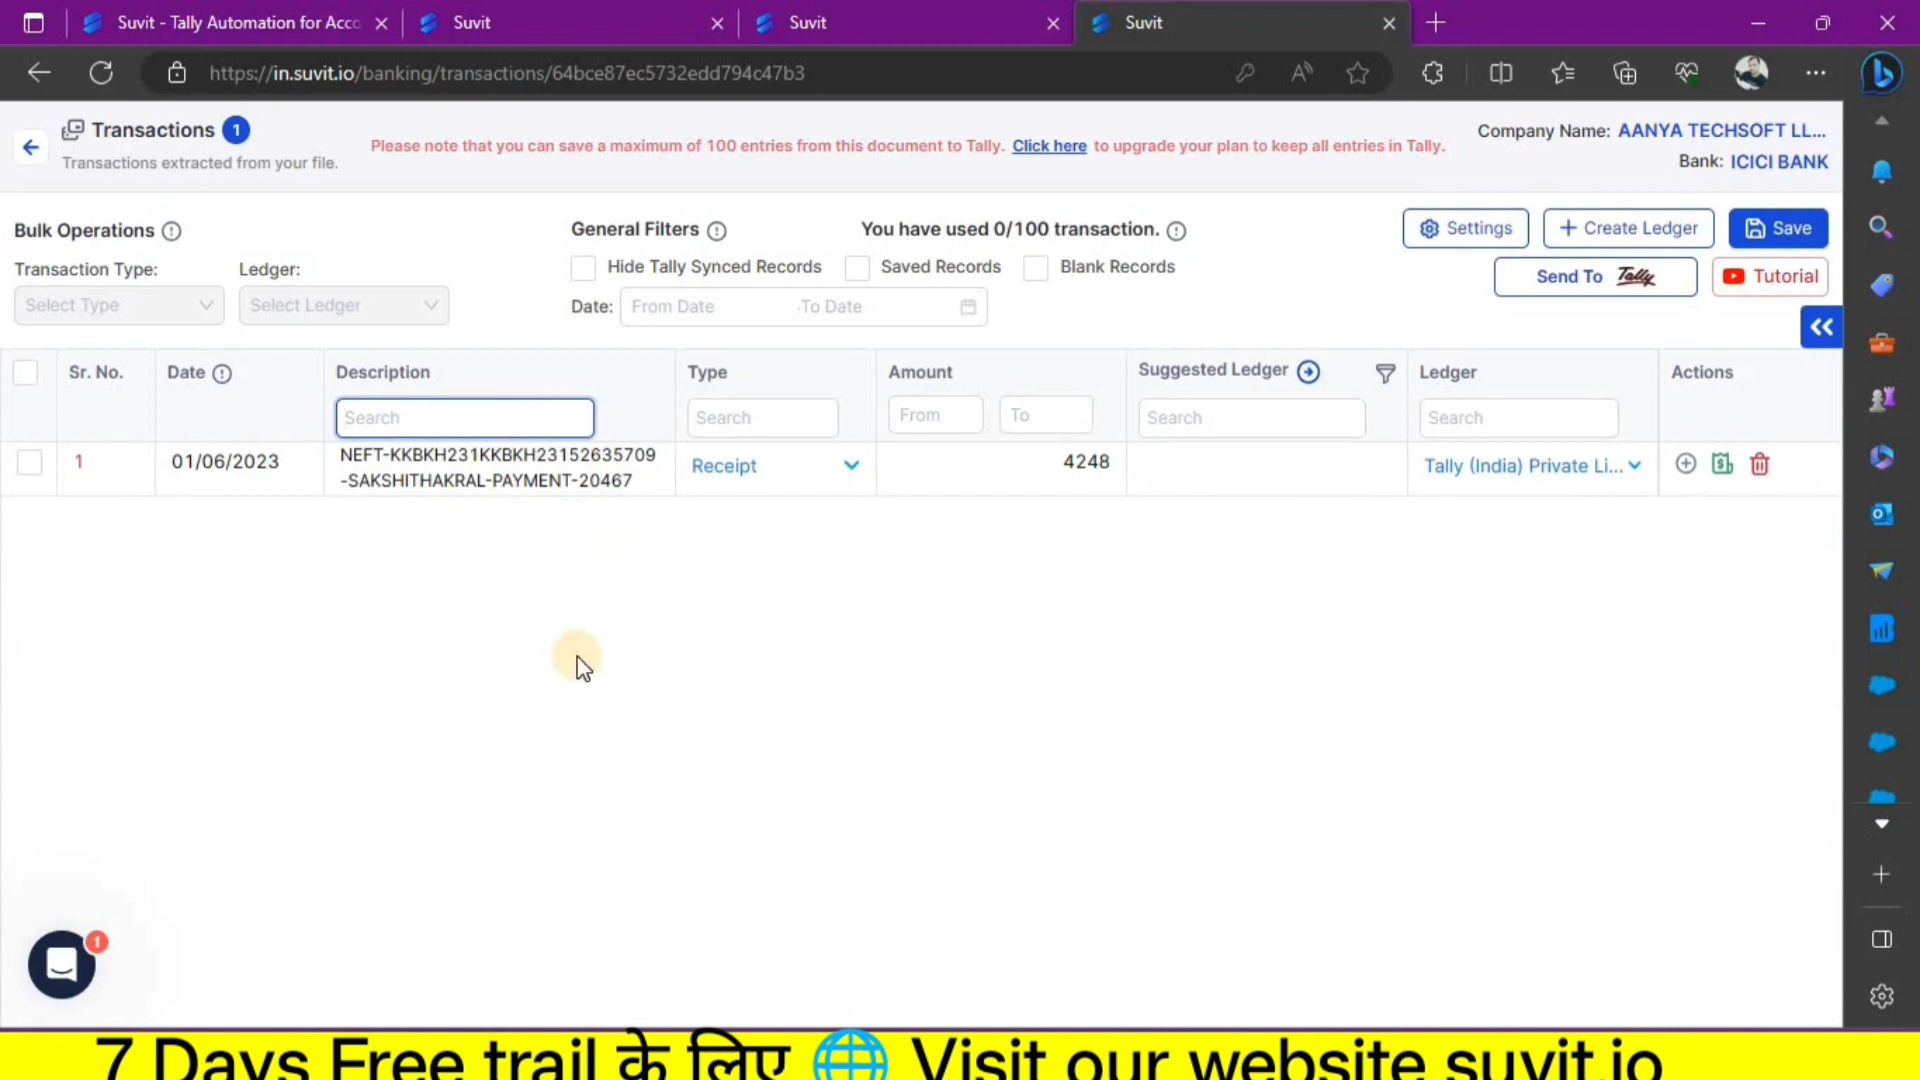 Suvit - Tally Automation for Acco
Suvit
Suvit
Suvit
https://in.suvit.io/banking/transactions/64bce87ec5732edd794c47b3
Transactions 1
Transactions extracted from your file.
Please note that you can save a maximum of 100 entries from this document to Tally. Click here to upgrade your plan to keep all entries in Tally.
Company Name: AANYA TECHSOFT LL...
Bank: ICICI BANK
Bulk Operations
General Filters
You have used 0/100 transaction.
Settings
+ Create Ledger
Save
Transaction Type:
Ledger:
Hide Tally Synced Records
Saved Records
Blank Records
Send To Tally
Tutorial
Select Type
Select Ledger
Date:
From Date
To Date
Sr. No.
Date
Description
Type
Amount
Suggested Ledger
Ledger
Actions
Search
Search
From
To
Search
Search
1
01/06/2023
NEFT-KKBKH231KKBKH23152635709
-SAKSHITHAKRAL-PAYMENT-20467
Receipt
4248
Tally (India) Private Li...
1
7 Days Free trail के लिए Visit our website suvit.io